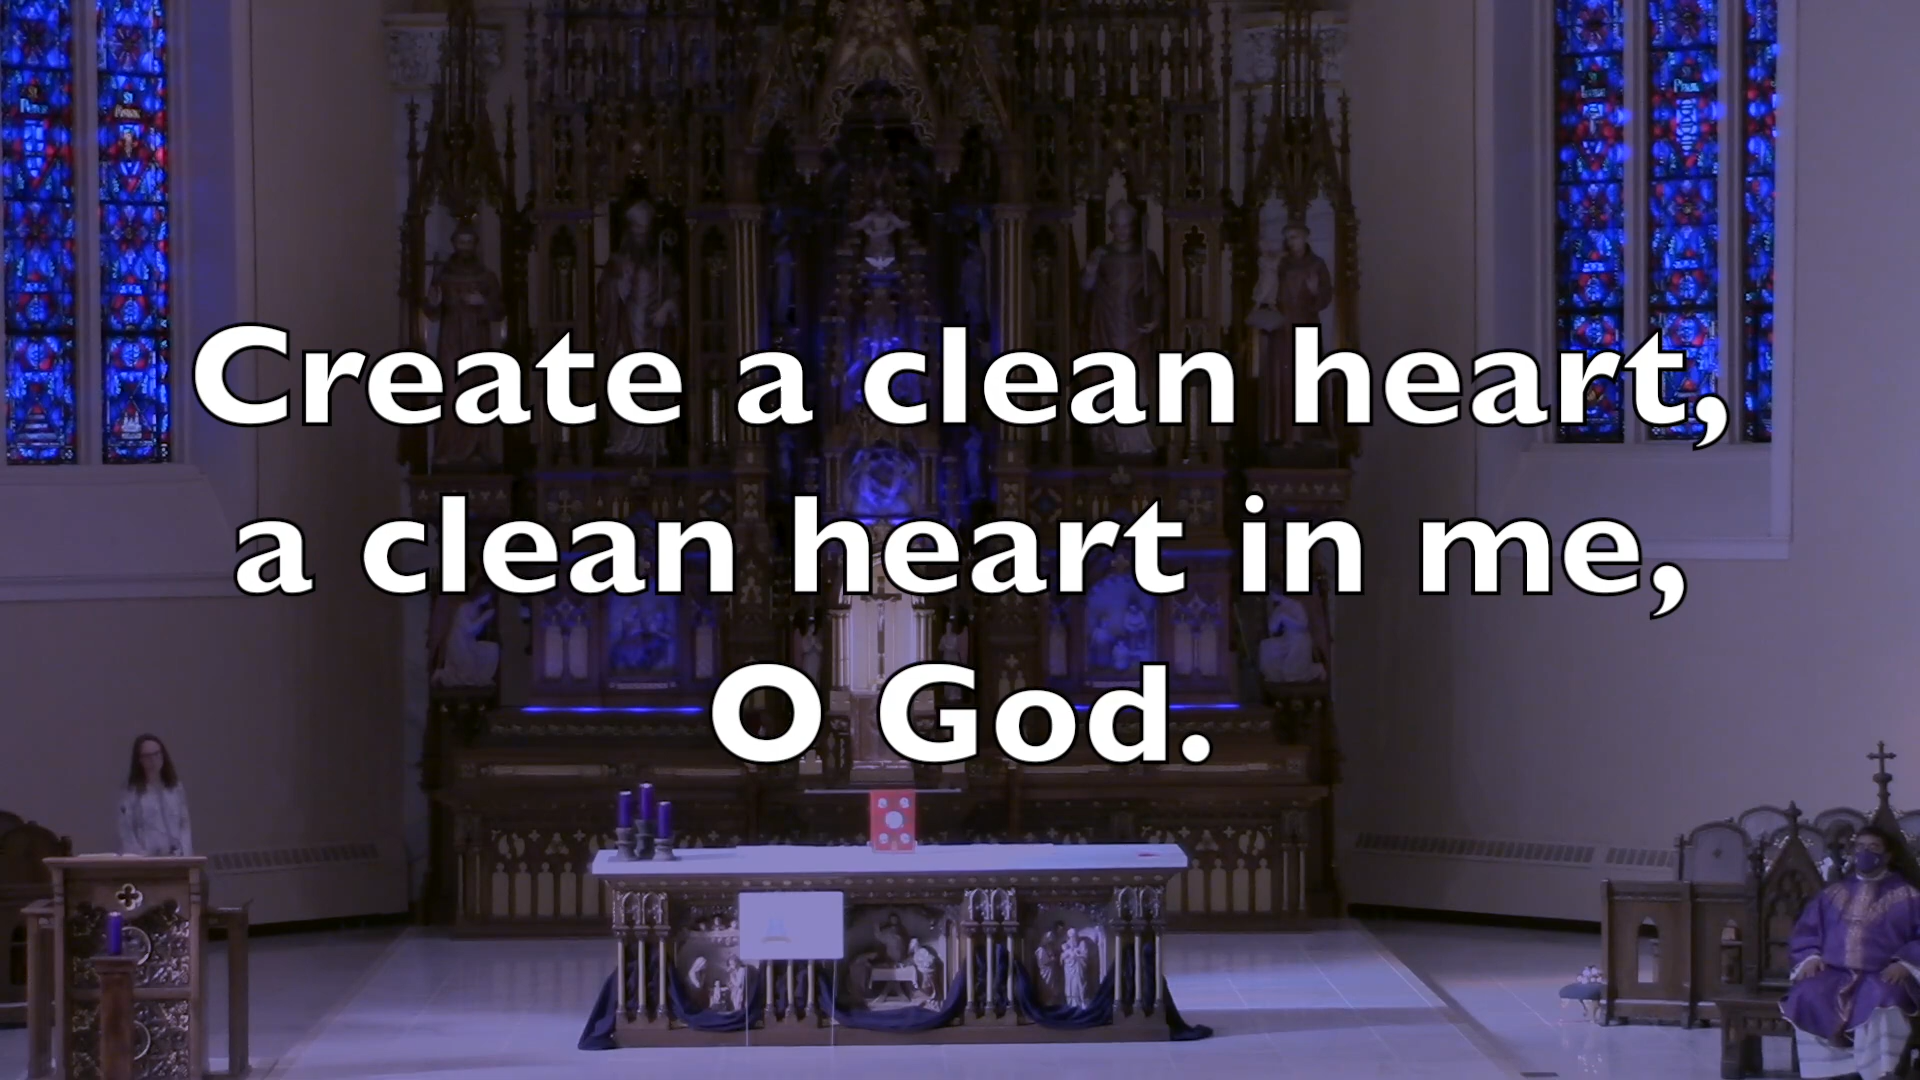 Create a clean heart,
a clean heart in me,
O God.